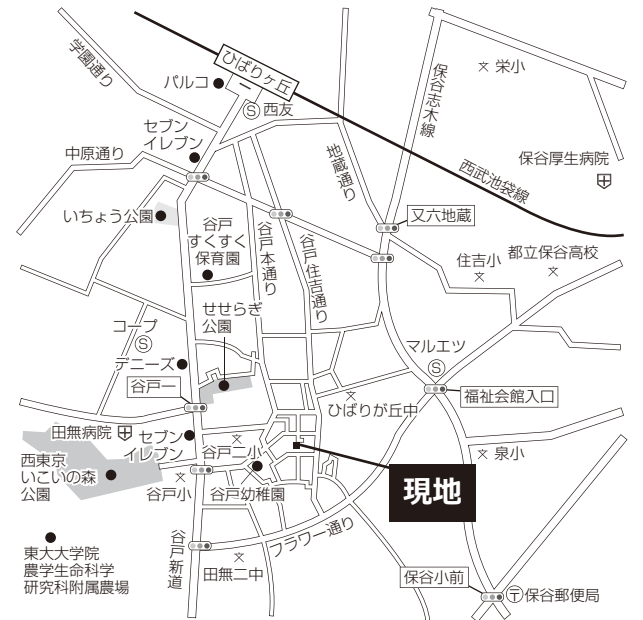 学園通り
ひばりヶ丘
パルコ
Ⓢ西友
セブン
イレブン
中原通り
いちょう公園
谷戸
すくすく
保育園
谷戸本通り
谷戸住吉通り
地蔵通り
保谷志木線
栄小
保谷厚生病院
西武池袋線
又六地蔵
住吉小
都立保谷高校
せせらぎ
公園
コープ
Ⓢ
デニーズ
谷戸一
マルエツ
Ⓢ
福祉会館入口
ひばりが丘中
田無病院
セブン
イレブン
谷戸二小
泉小
西東京
いこいの森
公園
谷戸小
谷戸幼稚園
現地
谷戸新道
フラワー通り
東大大学院
農学生命科学
研究科附属農場
田無二中
保谷小前
〒保谷郵便局